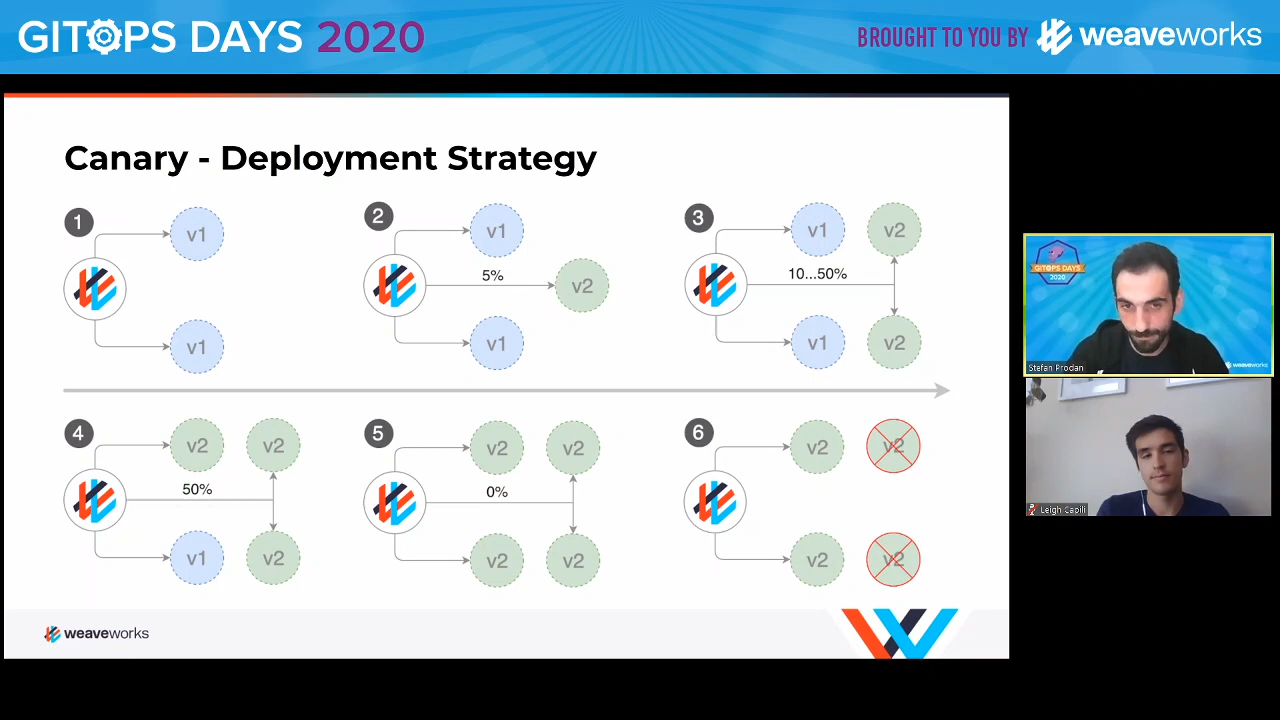 GITOPS DAYS 2020
BROUGHT TO YOU BY weaveworks
Canary - Deployment Strategy
1
v1
v1
2
v1
5%
v2
v1
3
v1
v2
10...50%
v1
v2
4
v2
v2
50%
v1
v2
5
v2
v2
0%
v2
v2
6
v2
v2
v2
v2
weaveworks
GITOPS DAYS
2020
Stefan Prodan
weaveworks
Leigh Capili